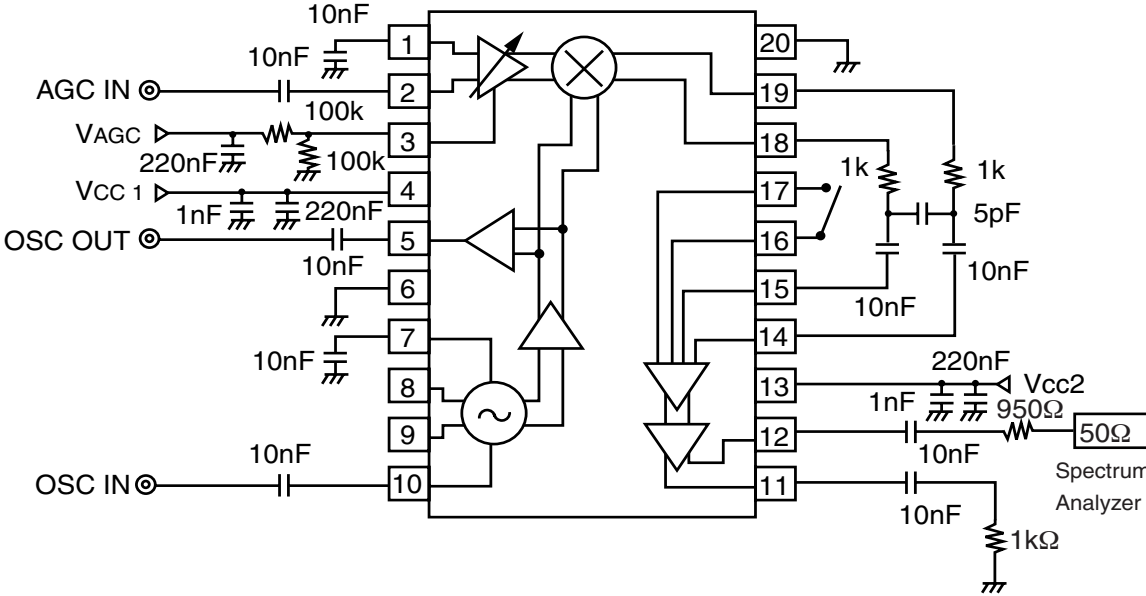 10nF
1
20
10nF
AGC IN
2
19
100k
VAGC
3
18
220nF
100k
1k
1k
VCC 1
4
17
1nF
220nF
5pF
OSC OUT
5
16
10nF
10nF
6
15
10nF
7
14
10nF
220nF
8
13
Vcc2
1nF
950Ω
9
12
50Ω
10nF
Spectrum
Analyzer
10nF
OSC IN
10
11
10nF
1kΩ